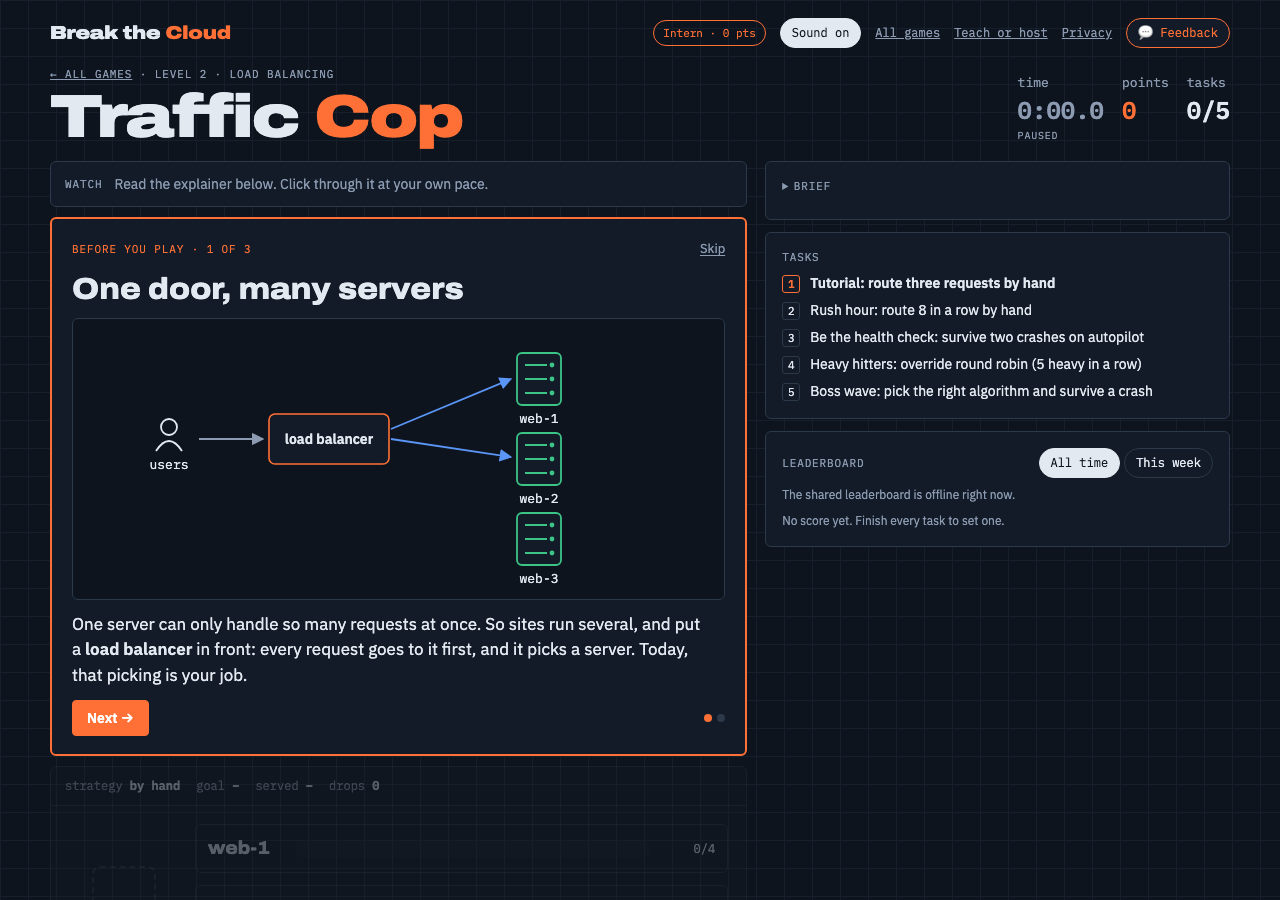 Break the Cloud
Intern · 0 pts
Sound on
All games
Teach or host
Privacy
💬 Feedback
← ALL GAMES · LEVEL 2 · LOAD BALANCING
Traffic Cop
time
0:00.0
PAUSED
points
0
tasks
0/5
WATCH Read the explainer below. Click through it at your own pace.
BEFORE YOU PLAY · 1 OF 3
Skip
One door, many servers
users
load balancer
web-1
web-2
web-3
One server can only handle so many requests at once. So sites run several, and put
a load balancer in front: every request goes to it first, and it picks a server. Today,
that picking is your job.
Next →
strategy by hand goal – served – drops 0
web-1
0/4
▶ BRIEF
TASKS
1 Tutorial: route three requests by hand
2 Rush hour: route 8 in a row by hand
3 Be the health check: survive two crashes on autopilot
4 Heavy hitters: override round robin (5 heavy in a row)
5 Boss wave: pick the right algorithm and survive a crash
LEADERBOARD
All time
This week
The shared leaderboard is offline right now.
No score yet. Finish every task to set one.